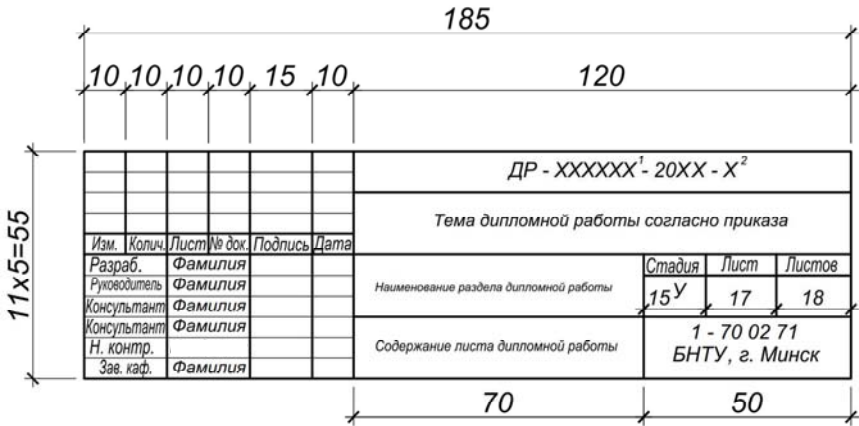 185
10 10 10 10 15 10 120
11x5=55
ДР - XXXXXX¹- 20XX - X²
Тема дипломной работы согласно приказа
Изм. Колич. Лист № док. Подпись Дата
Разраб. Фамилия
Руководитель Фамилия
Консультант Фамилия
Консультант Фамилия
Н. контр.
Зав. каф. Фамилия
Наименование раздела дипломной работы
Стадия Лист Листов
15 У 17 18
Содержание листа дипломной работы
1 - 70 02 71
БНТУ, г. Минск
70 50